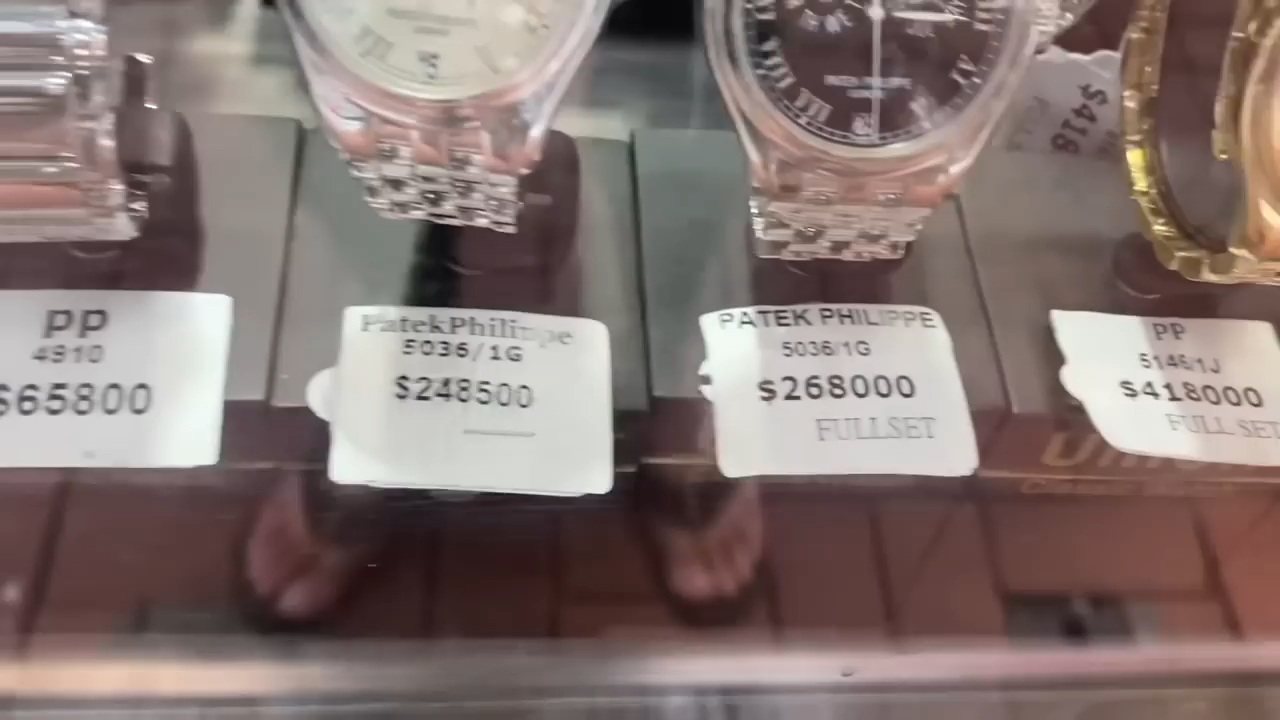 $418
pp
4910
$65800
PatekPhilippe
5036/1G
$248500
PATEK PHILIPPE
5036/1G
$268000
FULLSET
PP
5146/1J
$418000
FULL SET